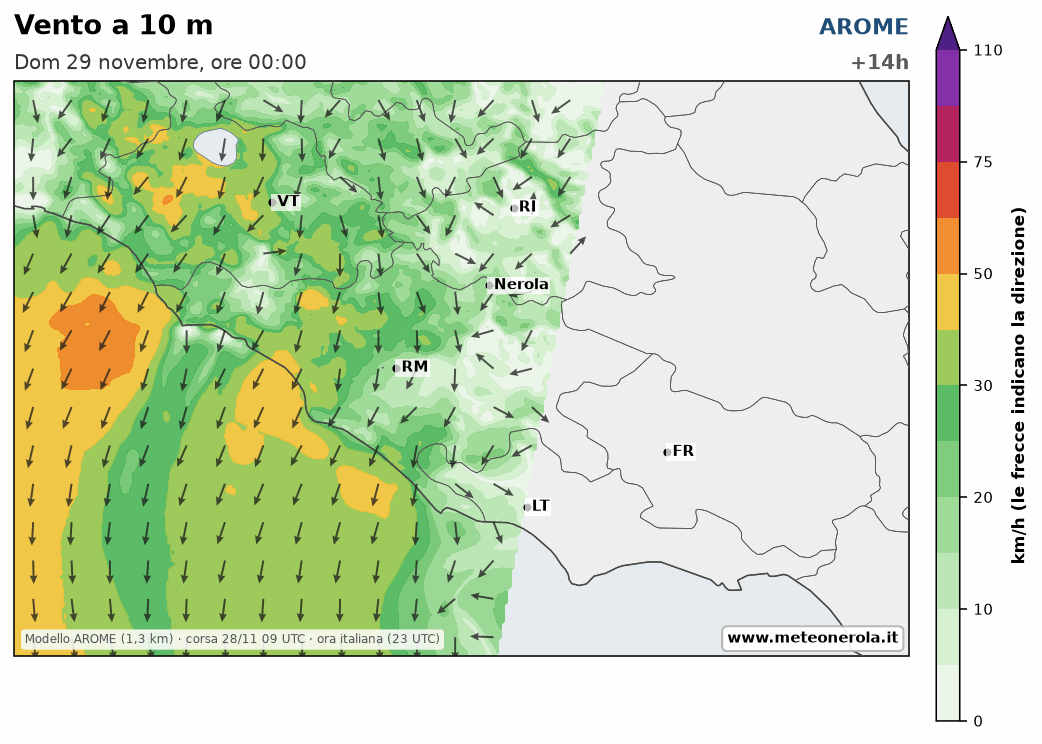 Vento a 10 m
AROME
Dom 29 novembre, ore 00:00
+14h
110
75
50
30
20
10
0
km/h (le frecce indicano la direzione)
VT
RI
Nerola
RM
FR
LT
Modello AROME (1,3 km) · corsa 28/11 09 UTC · ora italiana (23 UTC)
www.meteonerola.it